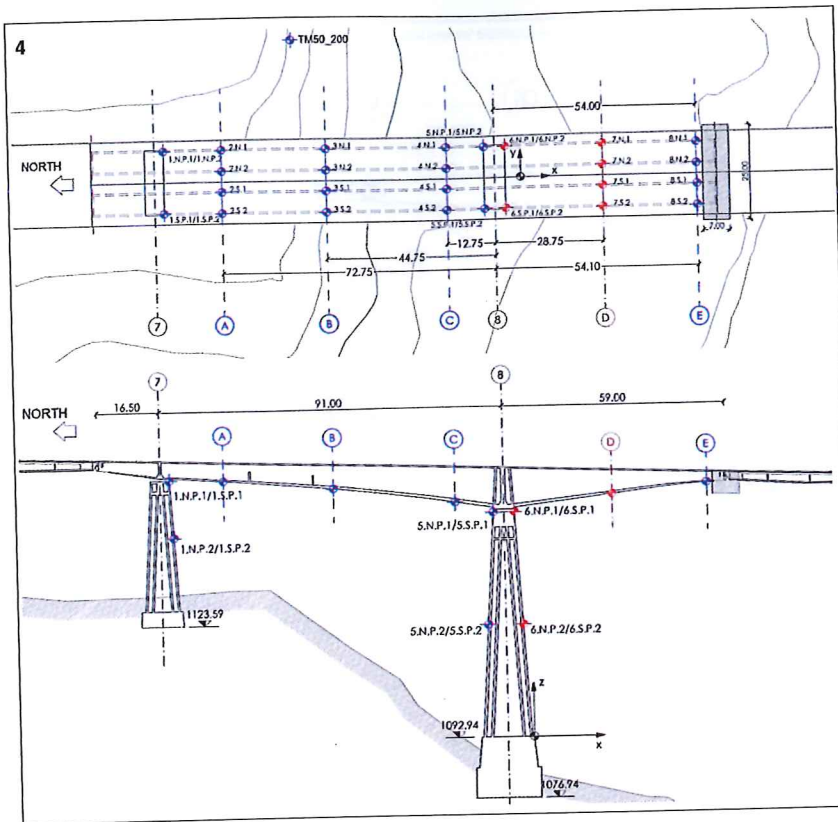 4
TM50_200
54.00
5.N.P.1/5.N.P.2
6.N.P.1/6.N.P.2
2.N.1
3.N.1
4.N.1
7.N.1
8.N.1
1.N.P.1/1.N.P.2
y
NORTH
2.N.2
3.N.2
4.N.2
x
7.N.2
8.N.2
25.00
2.S.1
3.S.1
4.S.1
7.S.1
8.S.1
2.S.2
3.S.2
4.S.2
7.S.2
8.S.2
1.S.P.1/1.S.P.2
5.S.P.1/5.S.P.2
6.S.P.1/6.S.P.2
7.00
12.75
28.75
44.75
72.75
54.10
7
A
B
C
8
D
E
7
8
NORTH
16.50
91.00
59.00
A
B
C
D
E
1.N.P.1/1.S.P.1
5.N.P.1/5.S.P.1
6.N.P.1/6.S.P.1
1.N.P.2/1.S.P.2
1123.59
5.N.P.2/5.S.P.2
6.N.P.2/6.S.P.2
z
1092.94
x
1076.94